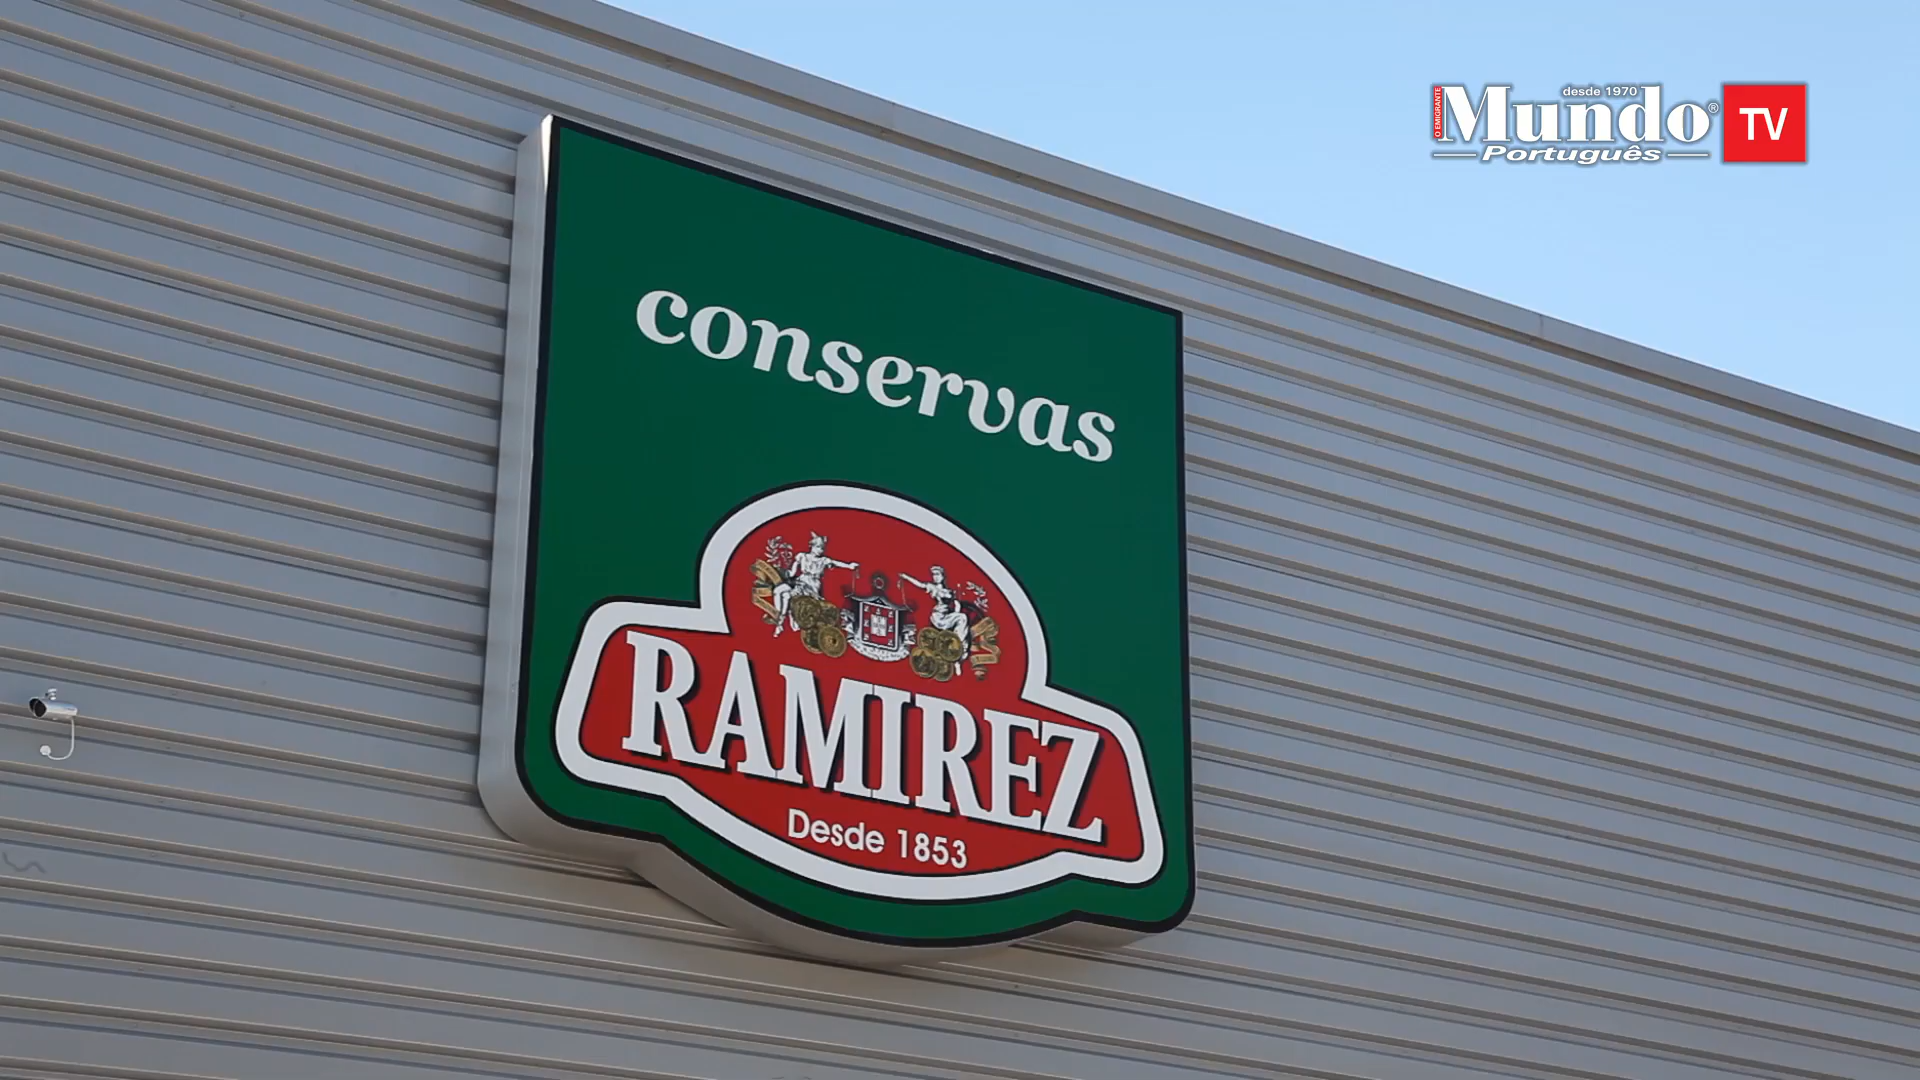 desde 1970
O EMIGRANTE
Mundo® TV
Português
conservas
RAMIREZ
Desde 1853